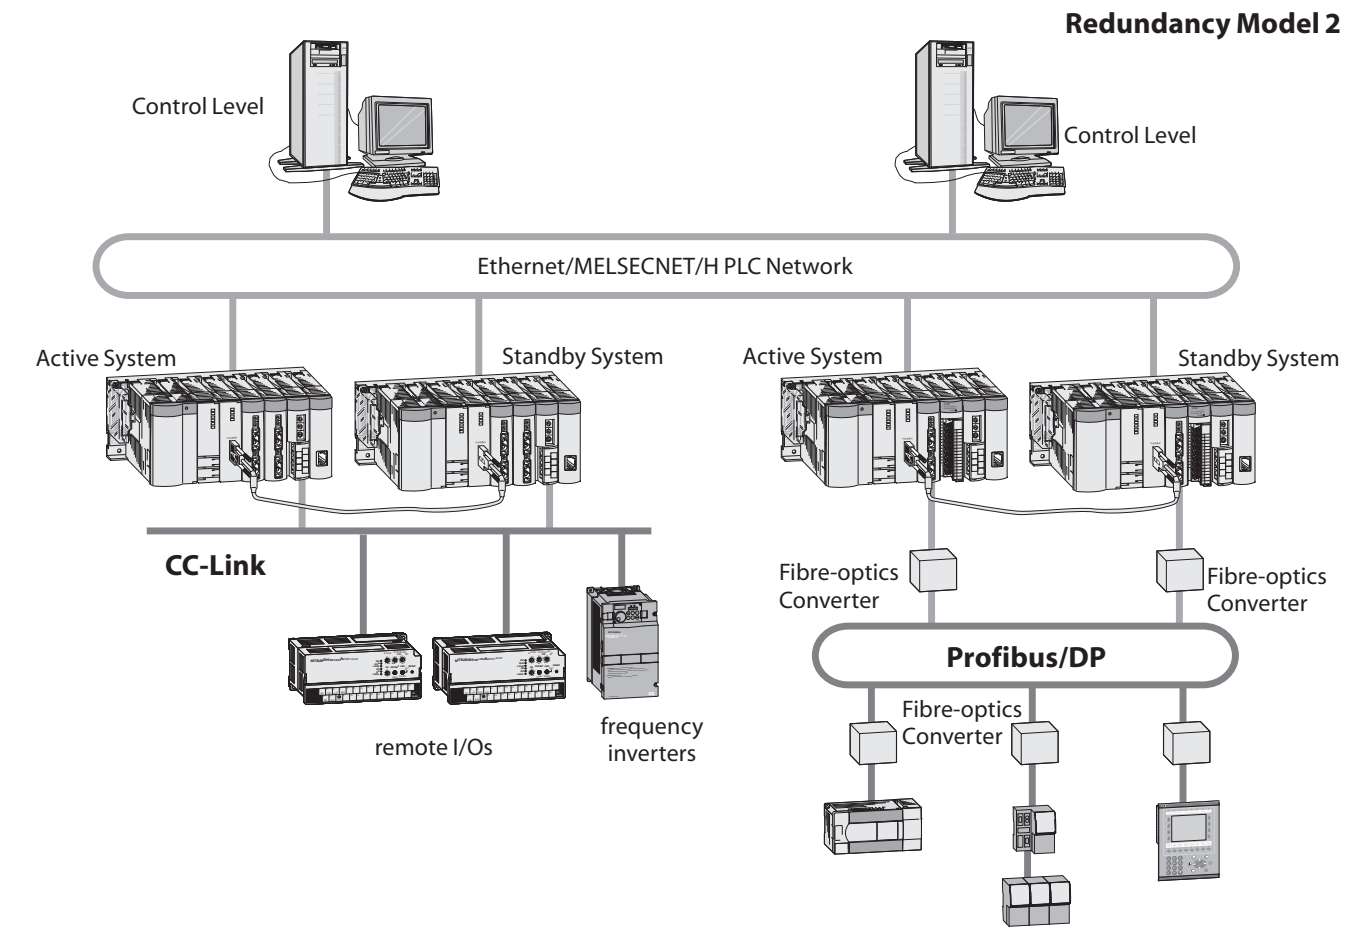 Redundancy Model 2
Control Level
Control Level
Ethernet/MELSECNET/H PLC Network
Active System
Standby System
Active System
Standby System
CC-Link
Fibre-optics
Converter
Fibre-optics
Converter
Profibus/DP
Fibre-optics
Converter
remote I/Os
frequency
inverters